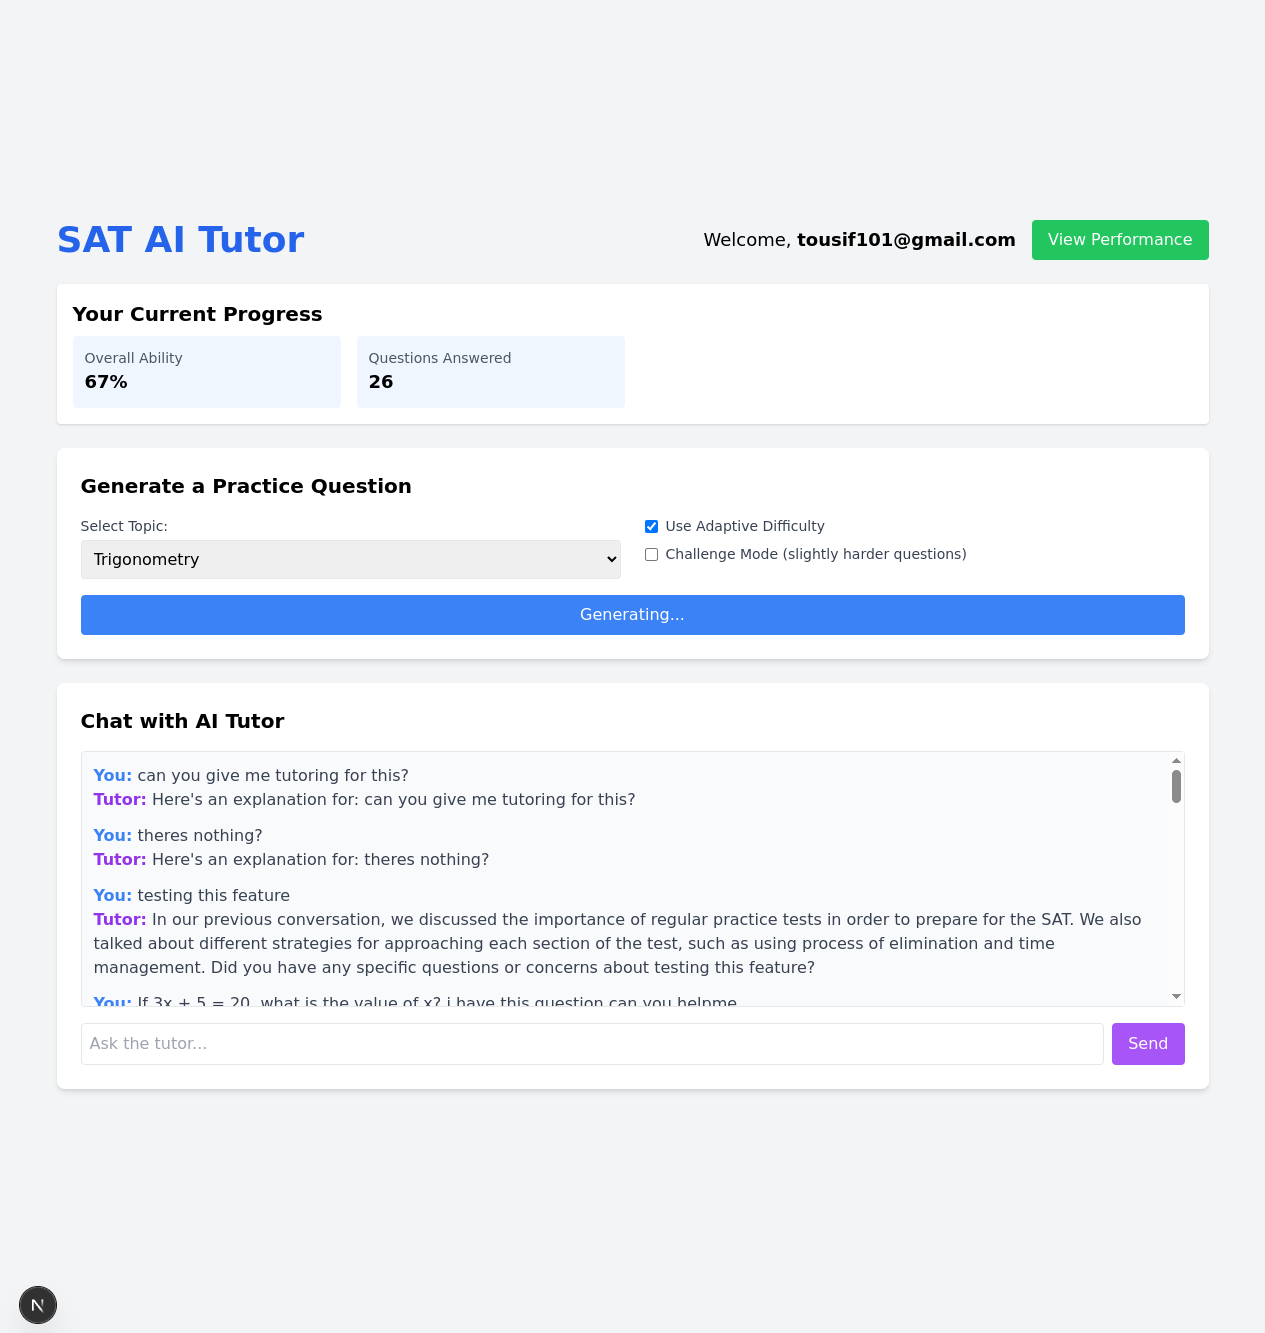 SAT AI Tutor
Welcome, tousif101@gmail.com
View Performance
Your Current Progress
Overall Ability
67%
Questions Answered
26
Generate a Practice Question
Select Topic:
Trigonometry
Use Adaptive Difficulty
Challenge Mode (slightly harder questions)
Generating...
Chat with AI Tutor
You: can you give me tutoring for this?
Tutor: Here's an explanation for: can you give me tutoring for this?
You: theres nothing?
Tutor: Here's an explanation for: theres nothing?
You: testing this feature
Tutor: In our previous conversation, we discussed the importance of regular practice tests in order to prepare for the SAT. We also
talked about different strategies for approaching each section of the test, such as using process of elimination and time
management. Did you have any specific questions or concerns about testing this feature?
You: If 3x + 5 = 20, what is the value of x? i have this question can you helpme
Ask the tutor...
Send
N